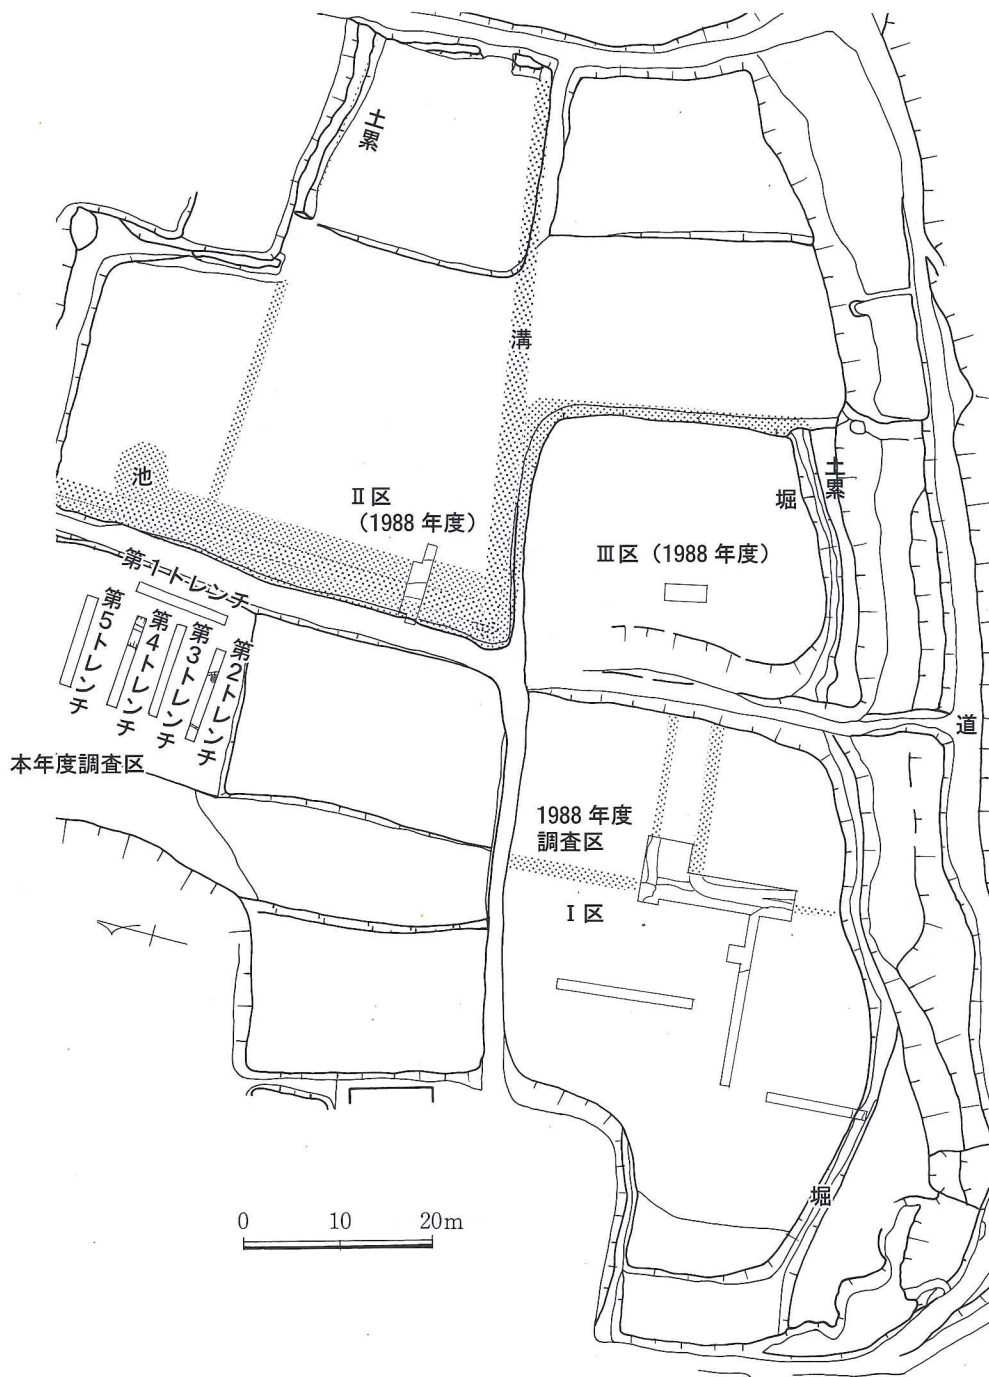 土累
溝
池
Ⅱ区
（1988 年度）
堀
土累
Ⅲ区（1988 年度）
第１トレンチ
第５トレンチ
第４トレンチ
第３トレンチ
第２トレンチ
本年度調査区
道
1988 年度
調査区
Ⅰ区
堀
0 10 20m